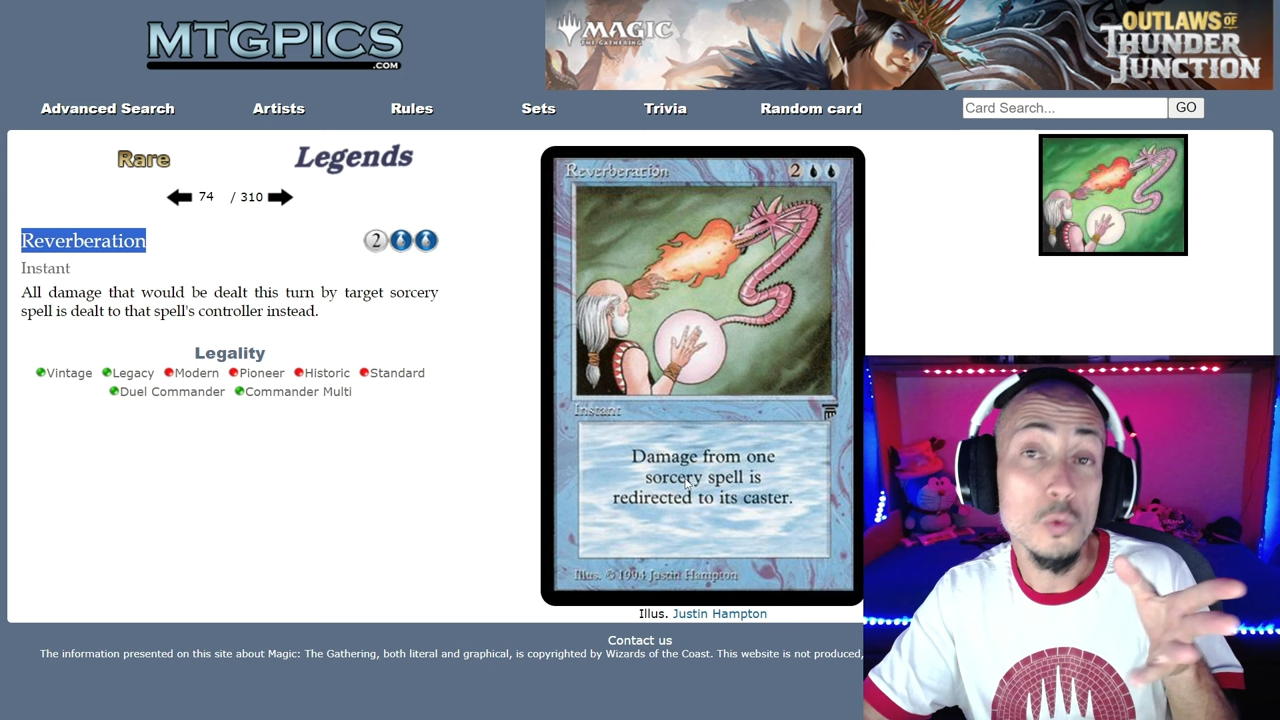 MTGPICS
.COM
MAGIC
THE GATHERING
OUTLAWS OF
THUNDER
JUNCTION
Advanced Search
Artists
Rules
Sets
Trivia
Random card
Card Search...
GO
Rare
Legends
74 / 310
Reverberation
2
Instant
All damage that would be dealt this turn by target sorcery
spell is dealt to that spell's controller instead.
Legality
Vintage Legacy Modern Pioneer Historic Standard
Duel Commander Commander Multi
Reverberation 2
Instant
Damage from one
sorcery spell is
redirected to its caster.
Illus. © 1994 Justin Hampton
Illus. Justin Hampton
Contact us
The information presented on this site about Magic: The Gathering, both literal and graphical, is copyrighted by Wizards of the Coast. This website is not produced,